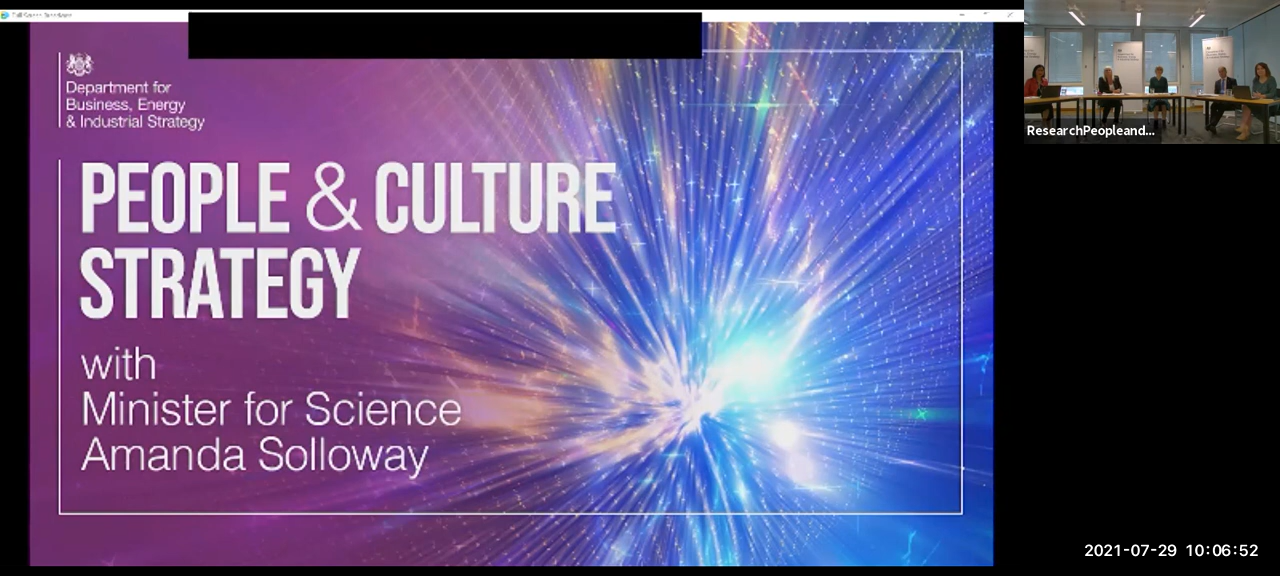 Department for
Business, Energy
& Industrial Strategy
PEOPLE & CULTURE
STRATEGY
with
Minister for Science
Amanda Solloway
ResearchPeopleand...
2021-07-29 10:06:52